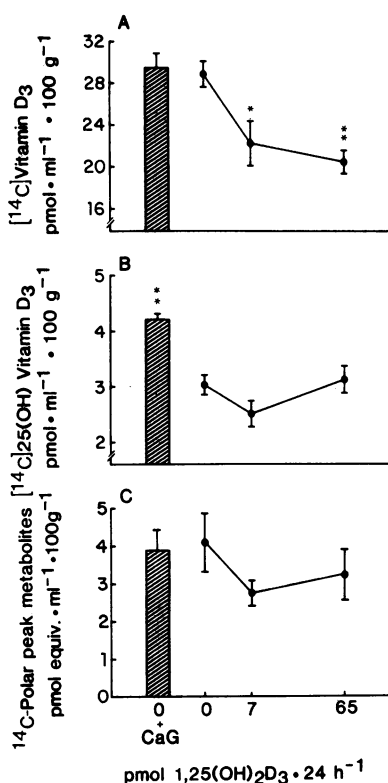 A
[¹⁴C]Vitamin D₃
pmol • ml⁻¹ • 100 g⁻¹
32
28
24
20
16
*
**
B
[¹⁴C]25(OH) Vitamin D₃
pmol • ml⁻¹ • 100 g⁻¹
5
4
3
2
**
C
¹⁴C-Polar peak metabolites
pmol equiv. • ml⁻¹•100g⁻¹
5
4
3
2
1
0
0
+
CaG
0
7
65
pmol 1,25(OH)₂D₃ • 24 h⁻¹